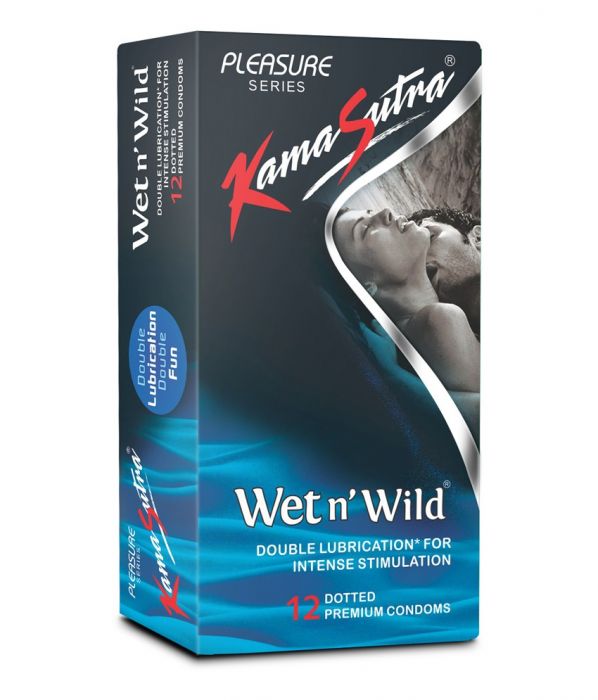 PLEASURE
SERIES
KamaSutra®
Wet n' Wild®
DOUBLE LUBRICATION* FOR
INTENSE STIMULATION
12 DOTTED
PREMIUM CONDOMS
Wet n' Wild
DOUBLE LUBRICATION* FOR
INTENSE STIMULATION
12 DOTTED
PREMIUM CONDOMS
Double
Lubrication
Double
Fun
PLEASURE
SERIES
KamaSutra®